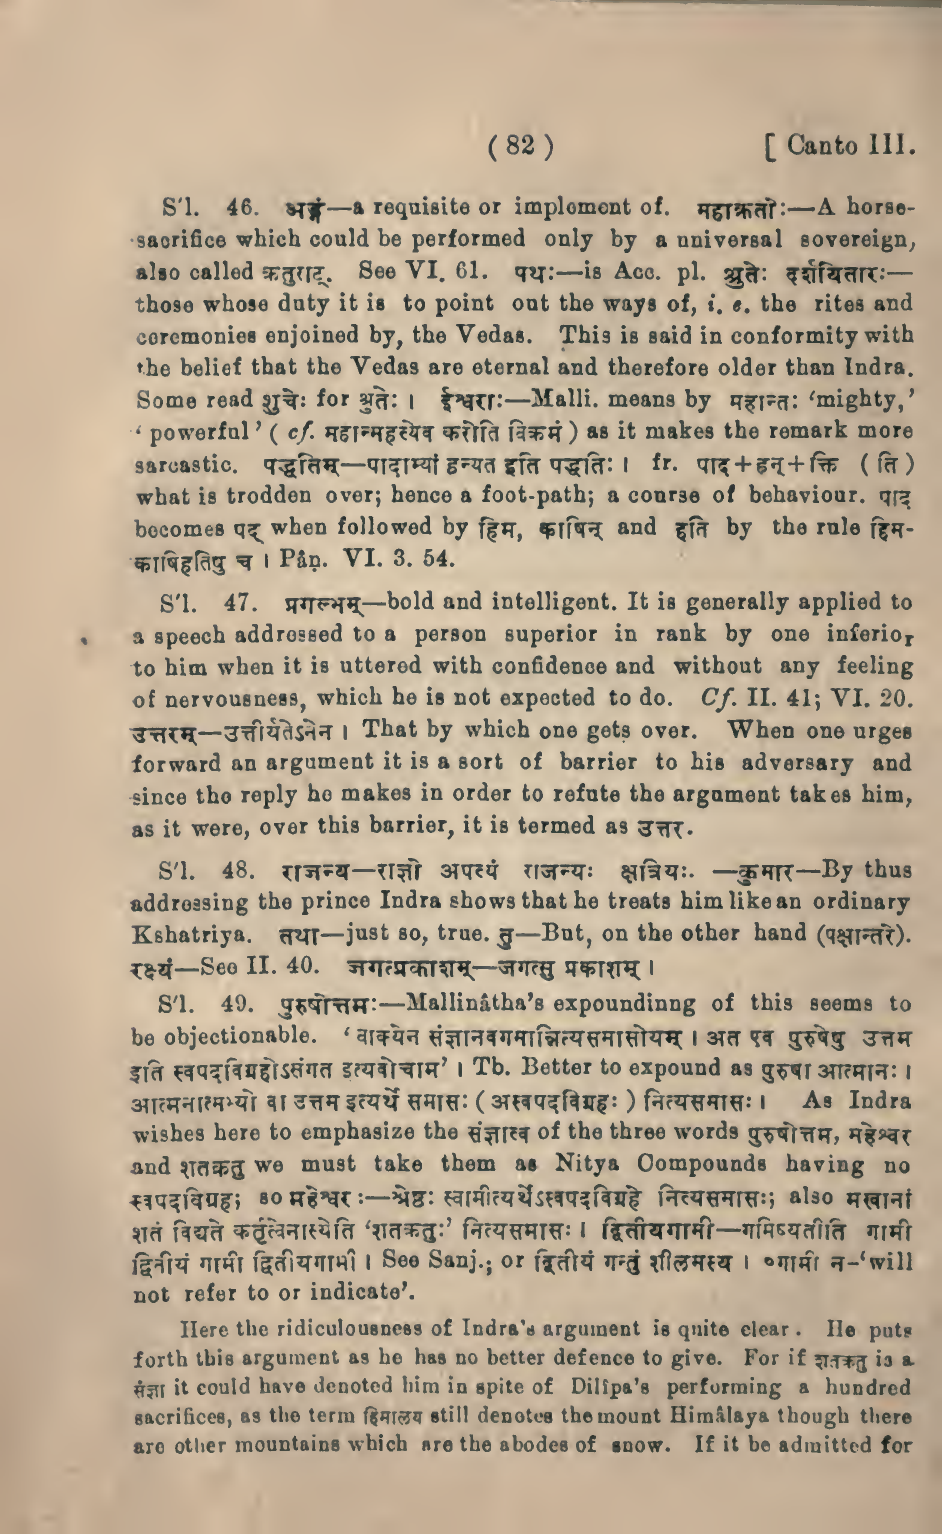 ( 82 ) [ Canto III.
S'l. 46. अङ्गं—a requisite or implement of. महाक्रतोः—A horse-
sacrifice which could be performed only by a universal sovereign,
also called क्रतुराट्. See VI. 61. पथः—is Acc. pl. श्रुतेः दर्शयितारः—
those whose duty it is to point out the ways of, i. e. the rites and
ceremonies enjoined by, the Vedas. This is said in conformity with
the belief that the Vedas are eternal and therefore older than Indra.
Some read शुचेः for श्रुतेः । ईश्वराः—Malli. means by महान्तः 'mighty,'
'powerful' ( cf. महान्महत्स्येव करोति विक्रमं ) as it makes the remark more
sarcastic. पद्धतिम्—पादाभ्यां हन्यत इति पद्धतिः । fr. पाद+हन्+क्ति ( ति )
what is trodden over; hence a foot-path; a course of behaviour. पाद
becomes पद् when followed by हिम, काषिन् and हति by the rule हिम-
काषिहतिषु च । Pâṇ. VI. 3. 54.
S'l. 47. प्रगल्भम्—bold and intelligent. It is generally applied to
a speech addressed to a person superior in rank by one inferior
to him when it is uttered with confidence and without any feeling
of nervousness, which he is not expected to do. Cf. II. 41; VI. 20.
उत्तरम्—उत्तीर्यतेऽनेन । That by which one gets over. When one urges
forward an argument it is a sort of barrier to his adversary and
since the reply he makes in order to refute the argument takes him,
as it were, over this barrier, it is termed as उत्तर.
S'l. 48. राजन्य—राज्ञो अपत्यं राजन्यः क्षत्रियः. —कुमार—By thus
addressing the prince Indra shows that he treats him like an ordinary
Kshatriya. तथा—just so, true. तु—But, on the other hand (पक्षान्तरे).
रक्ष्यं—See II. 40. जगत्प्रकाशम्—जगत्सु प्रकाशम् ।
S'l. 49. पुरुषोत्तमः—Mallinâtha's expoundinng of this seems to
be objectionable. 'वाक्येन संज्ञानवगमान्नित्यसमासोयम् । अत एव पुरुषेषु उत्तम
इति स्वपदविग्रहोऽसंगत इत्यवोचाम' । Tb. Better to expound as पुरुषा आत्मानः ।
आत्मनात्मभ्यो वा उत्तम इत्यर्थे समासः ( अस्वपदविग्रहः ) नित्यसमासः । As Indra
wishes here to emphasize the संज्ञात्व of the three words पुरुषोत्तम, महेश्वर
and शतक्रतु we must take them as Nitya Compounds having no
स्वपदविग्रह; so महेश्वरः—श्रेष्ठः स्वामीत्यर्थेऽस्वपदविग्रहे नित्यसमासः; also मखानां
शतं विद्यते कर्तृत्वेनास्येति 'शतक्रतुः' नित्यसमासः । द्वितीयगामी—गमिष्यतीति गामी
द्वितीयं गामी द्वितीयगामी । See Sanj.; or द्वितीयं गन्तुं शीलमस्य । ॰गामी न-'will
not refer to or indicate'.
Here the ridiculousness of Indra's argument is quite clear. He puts
forth this argument as he has no better defence to give. For if शतक्रतु is a
संज्ञा it could have denoted him in spite of Dilîpa's performing a hundred
sacrifices, as the term हिमालय still denotes the mount Himâlaya though there
are other mountains which are the abodes of snow. If it be admitted for